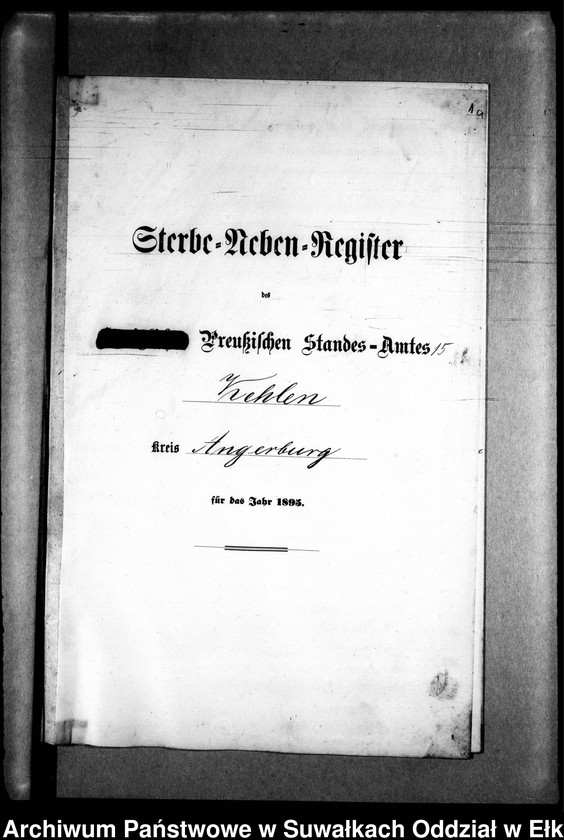 1a
Sterbe-Neben-Register
des
Preußischen Standes-Amtes 15
Kehlen
Kreis Angerburg
für das Jahr 1895.
Archiwum Państwowe w Suwałkach Oddział w Ełk